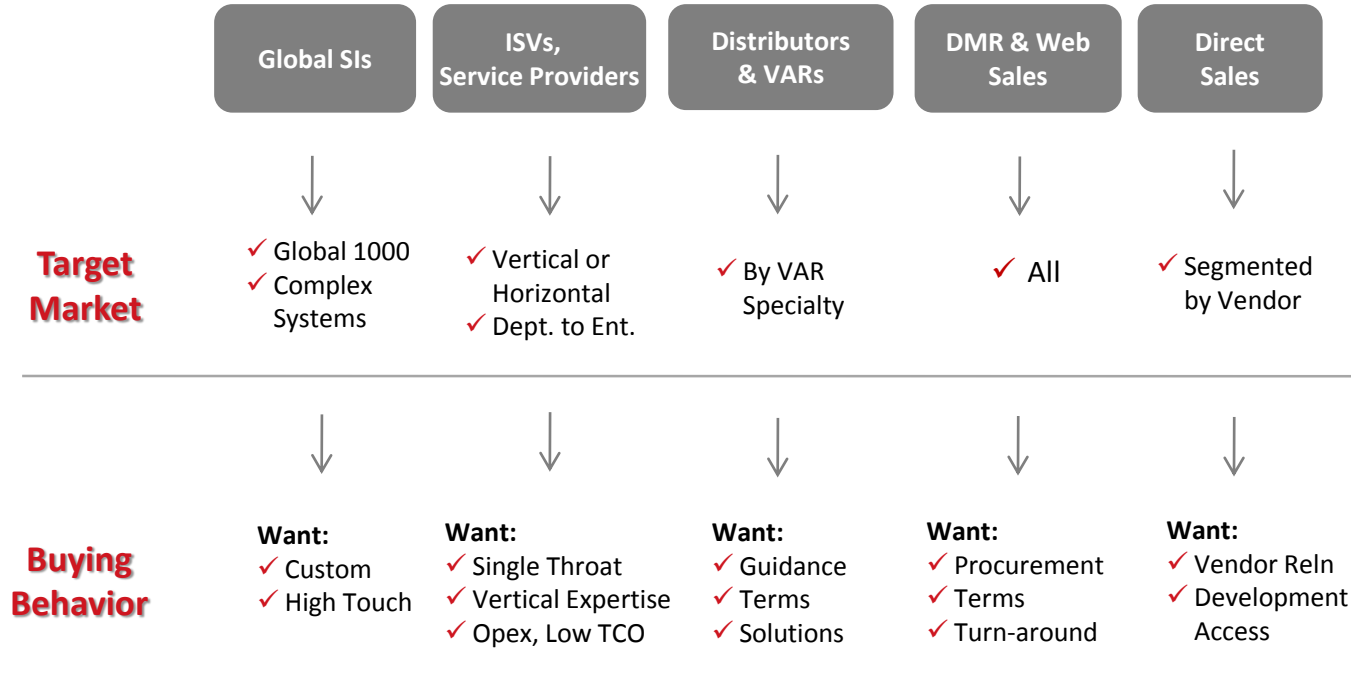 Global SIs
ISVs,
Service Providers
Distributors
& VARs
DMR & Web
Sales
Direct
Sales
Target
Market
Global 1000
Complex
Systems
Vertical or
Horizontal
Dept. to Ent.
By VAR
Specialty
All
Segmented
by Vendor
Buying
Behavior
Want:
Custom
High Touch
Want:
Single Throat
Vertical Expertise
Opex, Low TCO
Want:
Guidance
Terms
Solutions
Want:
Procurement
Terms
Turn-around
Want:
Vendor Reln
Development
Access